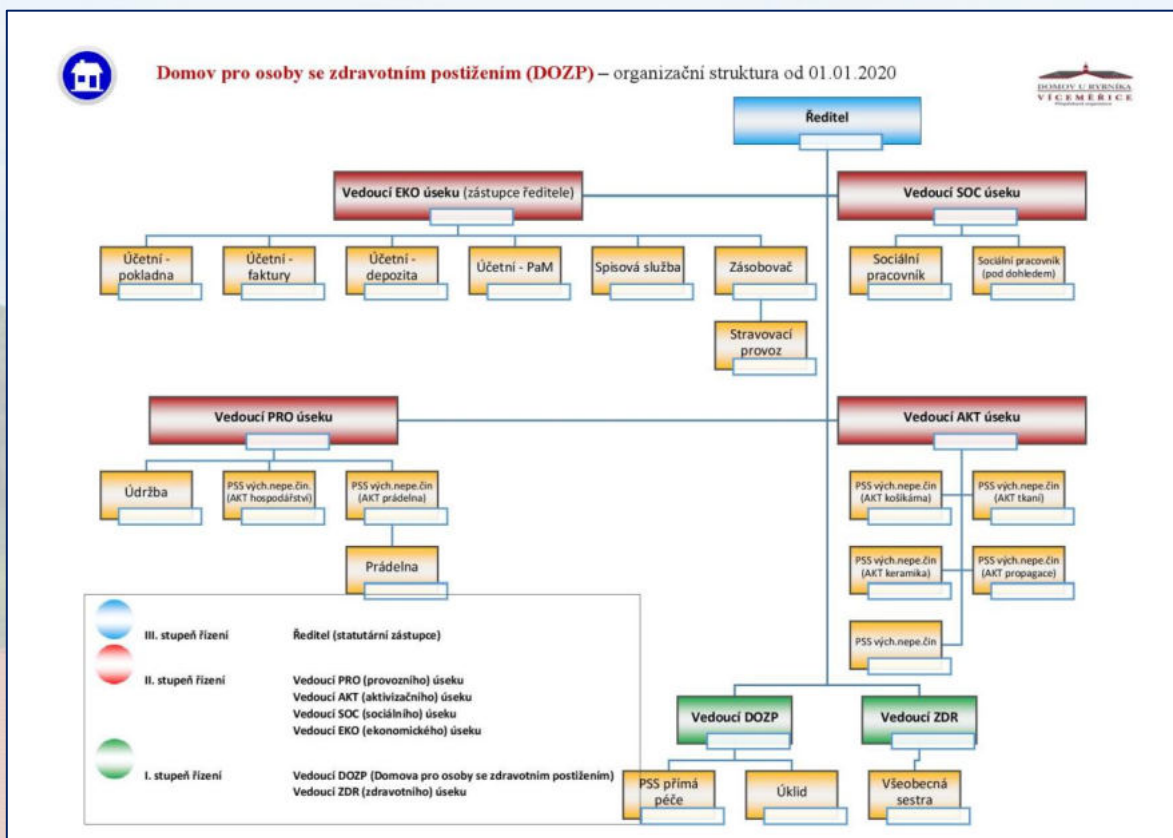 Domov pro osoby se zdravotním postižením (DOZP) – organizační struktura od 01.01.2020
DOMOV U RYBNÍKA
VÍCEMĚŘICE
Ředitel
Vedoucí EKO úseku (zástupce ředitele)
Vedoucí SOC úseku
Účetní -
pokladna
Účetní -
faktury
Účetní -
depozita
Účetní - PaM
Spisová služba
Zásobovač
Sociální
pracovník
Sociální pracovník
(pod dohledem)
Stravovací
provoz
Vedoucí PRO úseku
Vedoucí AKT úseku
Údržba
PSS vých.nepe.čin.
(AKT hospodářství)
PSS vých.nepe.čin
(AKT prádelna)
PSS vých.nepe.čin
(AKT košíkárna)
PSS vých.nepe.čin
(AKT tkaní)
Prádelna
PSS vých.nepe.čin
(AKT keramika)
PSS vých.nepe.čin
(AKT propagace)
PSS vých.nepe.čin
III. stupeň řízení
Ředitel (statutární zástupce)
II. stupeň řízení
Vedoucí PRO (provozního) úseku
Vedoucí AKT (aktivizačního) úseku
Vedoucí SOC (sociálního) úseku
Vedoucí EKO (ekonomického) úseku
I. stupeň řízení
Vedoucí DOZP (Domova pro osoby se zdravotním postižením)
Vedoucí ZDR (zdravotního) úseku
Vedoucí DOZP
Vedoucí ZDR
PSS přímá
péče
Úklid
Všeobecná
sestra